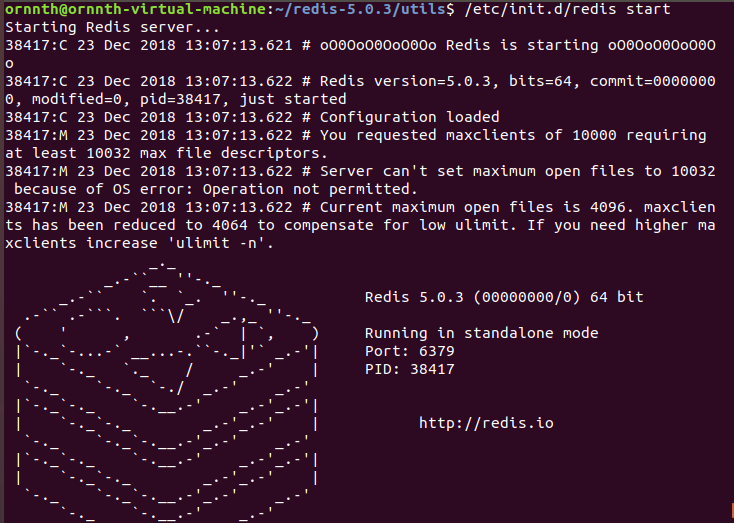 ornnth@ornnth-virtual-machine:~/redis-5.0.3/utils$ /etc/init.d/redis start
Starting Redis server...
38417:C 23 Dec 2018 13:07:13.621 # oO0OoO0OoO0Oo Redis is starting oO0OoO0OoO0O
o
38417:C 23 Dec 2018 13:07:13.622 # Redis version=5.0.3, bits=64, commit=0000000
0, modified=0, pid=38417, just started
38417:C 23 Dec 2018 13:07:13.622 # Configuration loaded
38417:M 23 Dec 2018 13:07:13.622 # You requested maxclients of 10000 requiring
at least 10032 max file descriptors.
38417:M 23 Dec 2018 13:07:13.622 # Server can't set maximum open files to 10032
 because of OS error: Operation not permitted.
38417:M 23 Dec 2018 13:07:13.622 # Current maximum open files is 4096. maxclien
ts has been reduced to 4064 to compensate for low ulimit. If you need higher ma
xclients increase 'ulimit -n'.
Redis 5.0.3 (00000000/0) 64 bit
Running in standalone mode
Port: 6379
PID: 38417
http://redis.io